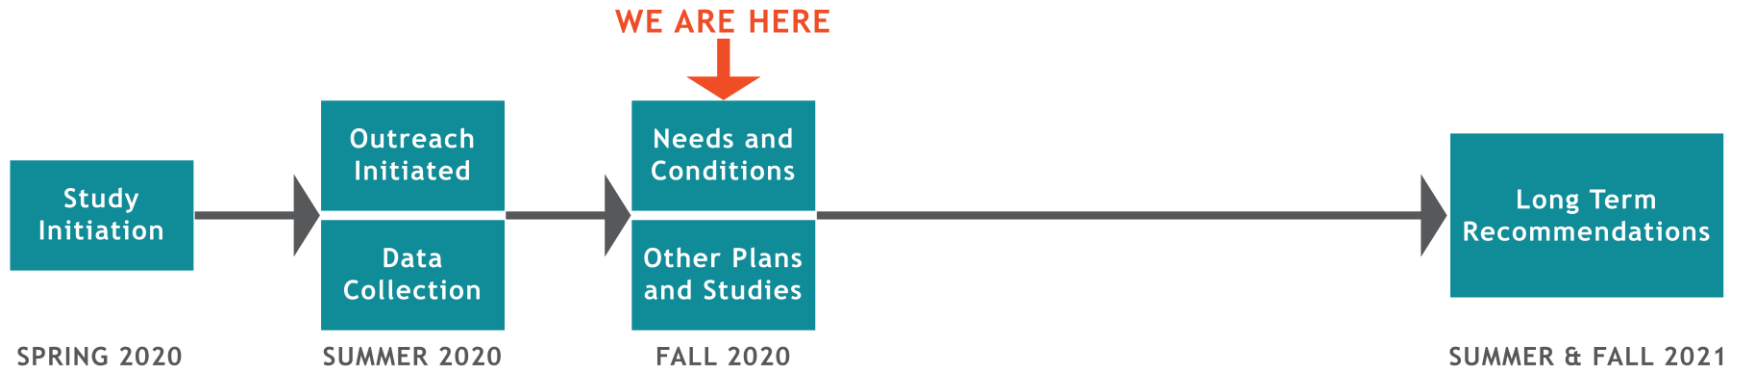 WE ARE HERE
Study
Initiation
SPRING 2020
Outreach
Initiated
Data
Collection
SUMMER 2020
Needs and
Conditions
Other Plans
and Studies
FALL 2020
Long Term
Recommendations
SUMMER & FALL 2021